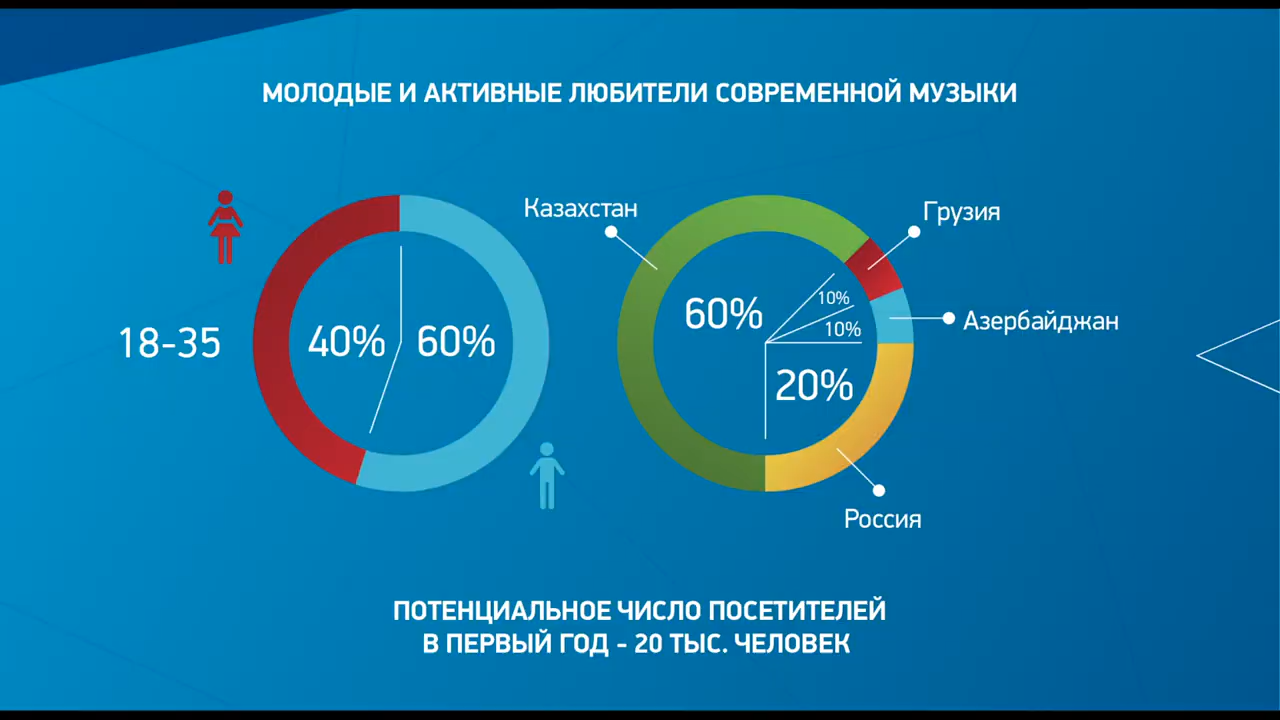 МОЛОДЫЕ И АКТИВНЫЕ ЛЮБИТЕЛИ СОВРЕМЕННОЙ МУЗЫКИ
18-35
40%
60%
Казахстан
Грузия
60%
10%
10%
Азербайджан
20%
Россия
ПОТЕНЦИАЛЬНОЕ ЧИСЛО ПОСЕТИТЕЛЕЙ
В ПЕРВЫЙ ГОД - 20 ТЫС. ЧЕЛОВЕК